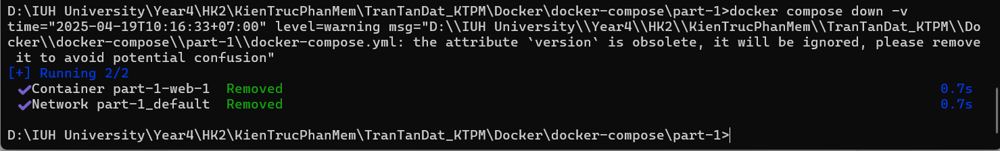 D:\IUH University\Year4\HK2\KienTrucPhanMem\TranTanDat_KTPM\Docker\docker-compose\part-1>docker compose down -v
time="2025-04-19T10:16:33+07:00" level=warning msg="D:\\IUH University\\Year4\\HK2\\KienTrucPhanMem\\TranTanDat_KTPM\\Do
cker\\docker-compose\\part-1\\docker-compose.yml: the attribute `version` is obsolete, it will be ignored, please remove
 it to avoid potential confusion"
[+] Running 2/2
 ✔Container part-1-web-1  Removed 0.7s
 ✔Network part-1_default  Removed 0.7s
D:\IUH University\Year4\HK2\KienTrucPhanMem\TranTanDat_KTPM\Docker\docker-compose\part-1>